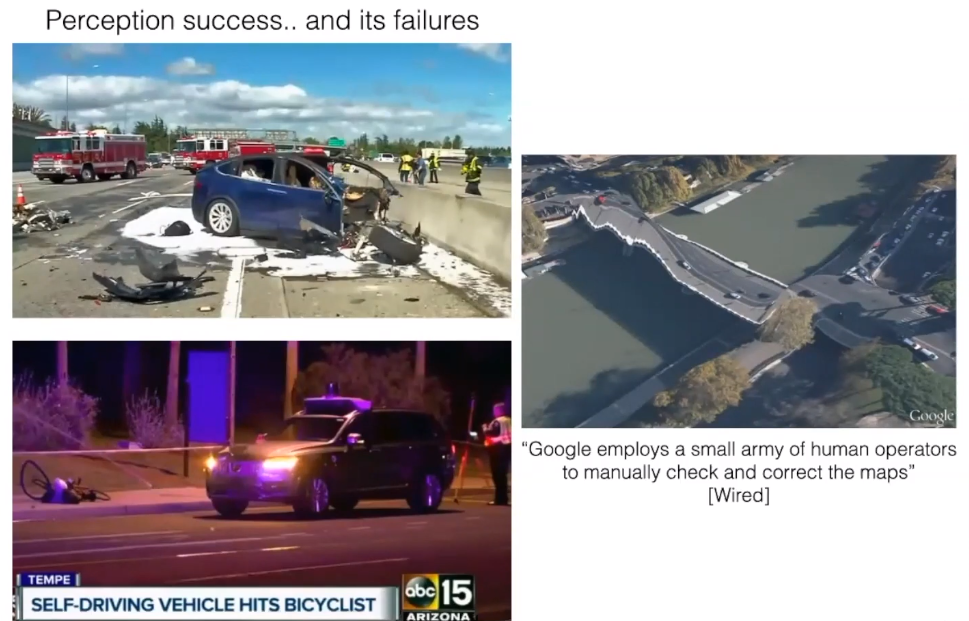 Perception success.. and its failures
Google
“Google employs a small army of human operators
to manually check and correct the maps”
[Wired]
TEMPE
SELF-DRIVING VEHICLE HITS BICYCLIST
abc 15
ARIZONA